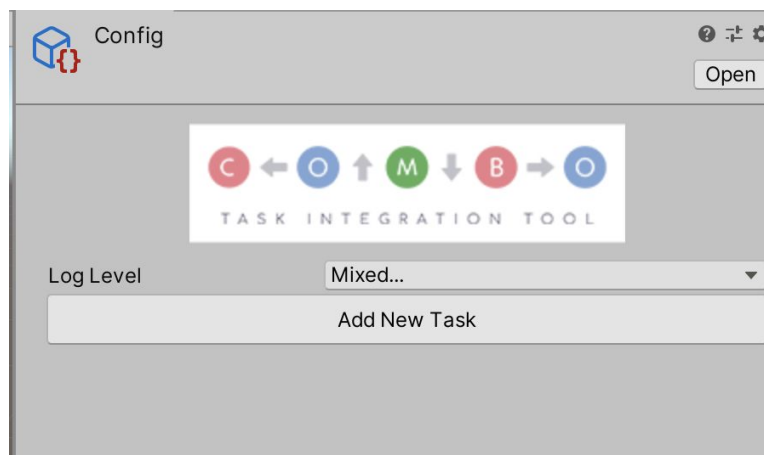 Config
Open
C O M B O
TASK INTEGRATION TOOL
Log Level Mixed...
Add New Task